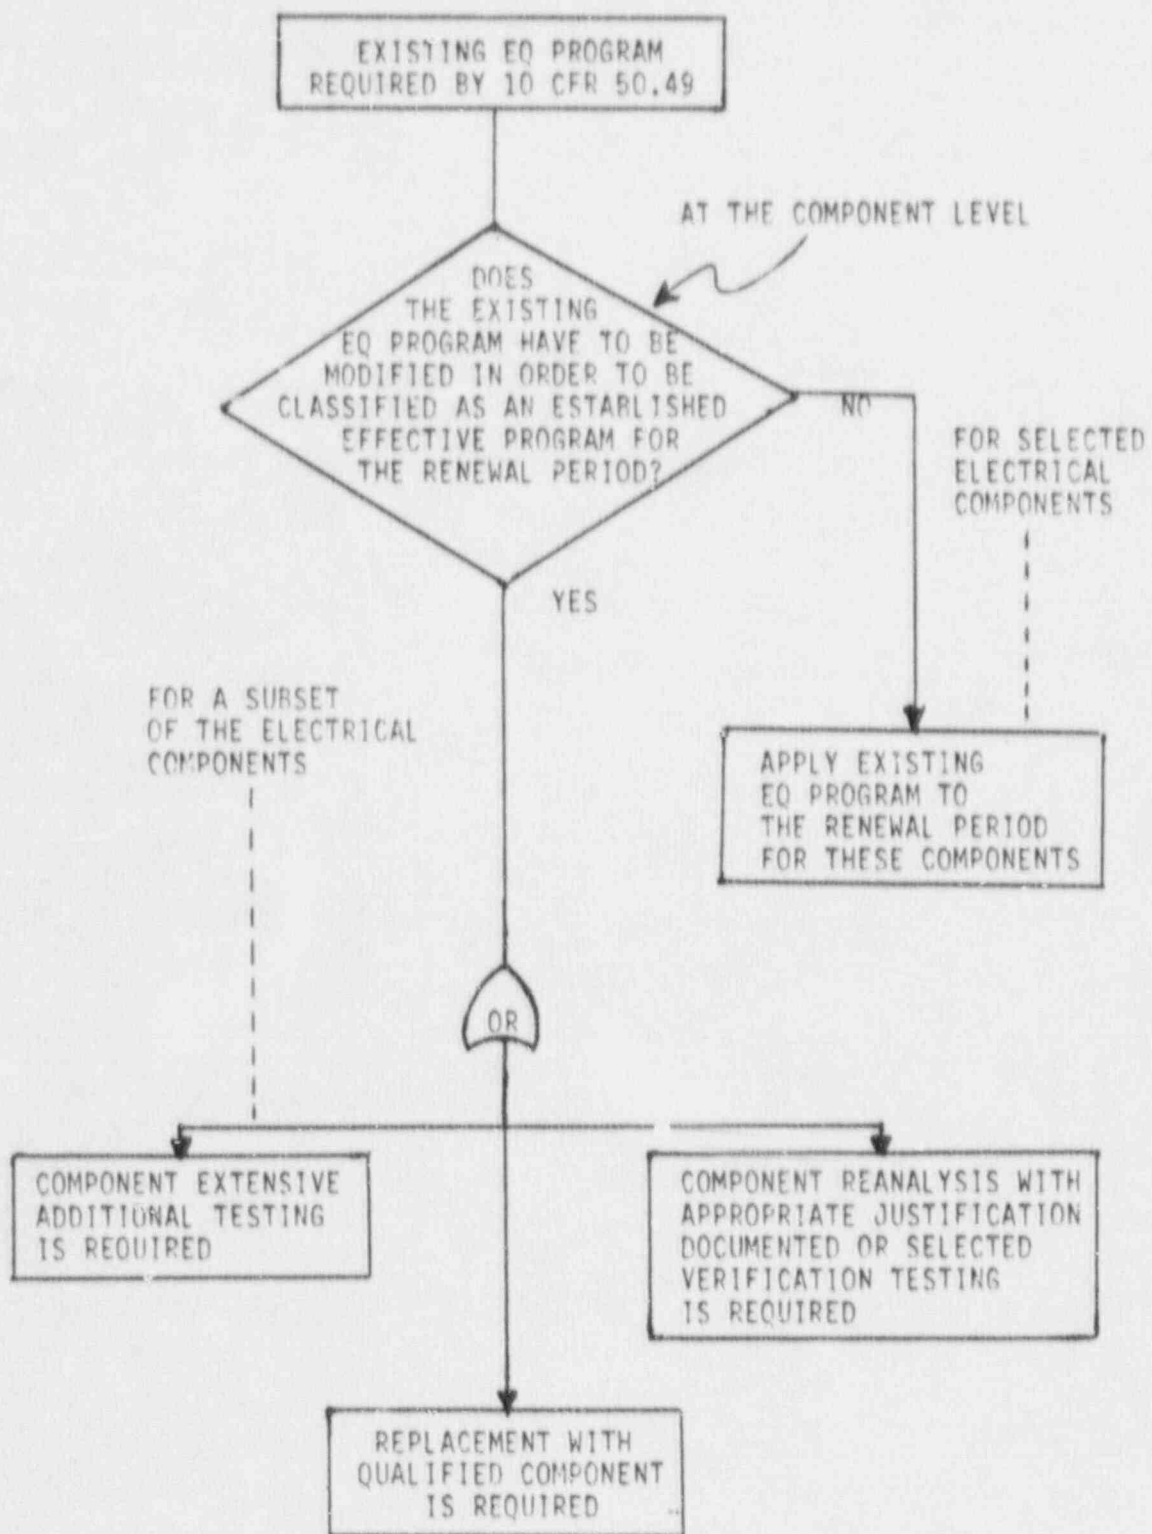 EXISTING EQ PROGRAM
REQUIRED BY 10 CFR 50.49
AT THE COMPONENT LEVEL
DOES
THE EXISTING
EQ PROGRAM HAVE TO BE
MODIFIED IN ORDER TO BE
CLASSIFIED AS AN ESTABLISHED
EFFECTIVE PROGRAM FOR
THE RENEWAL PERIOD?
NO
FOR SELECTED
ELECTRICAL
COMPONENTS
YES
FOR A SUBSET
OF THE ELECTRICAL
COMPONENTS
APPLY EXISTING
EQ PROGRAM TO
THE RENEWAL PERIOD
FOR THESE COMPONENTS
OR
COMPONENT EXTENSIVE
ADDITIONAL TESTING
IS REQUIRED
COMPONENT REANALYSIS WITH
APPROPRIATE JUSTIFICATION
DOCUMENTED OR SELECTED
VERIFICATION TESTING
IS REQUIRED
REPLACEMENT WITH
QUALIFIED COMPONENT
IS REQUIRED